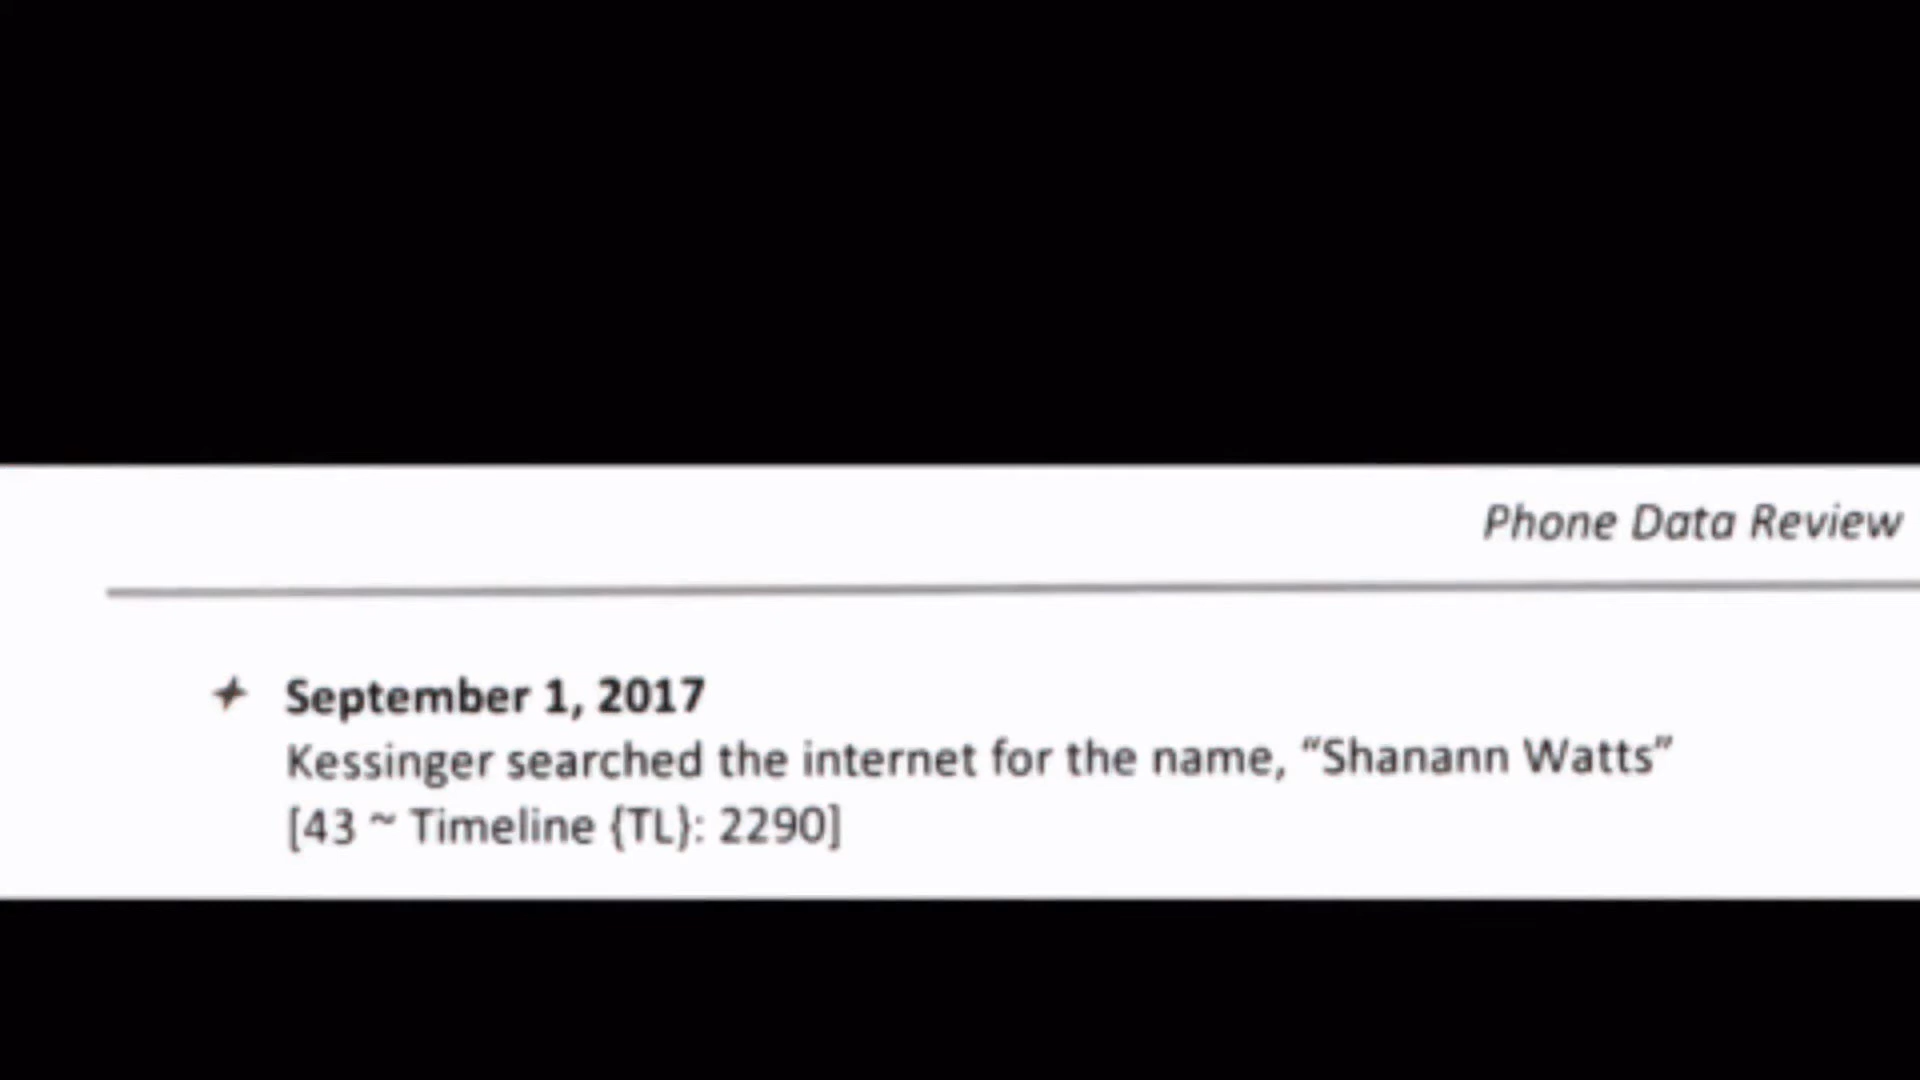 Phone Data Review
September 1, 2017
Kessinger searched the internet for the name, “Shanann Watts”
[43 ~ Timeline {TL}: 2290]